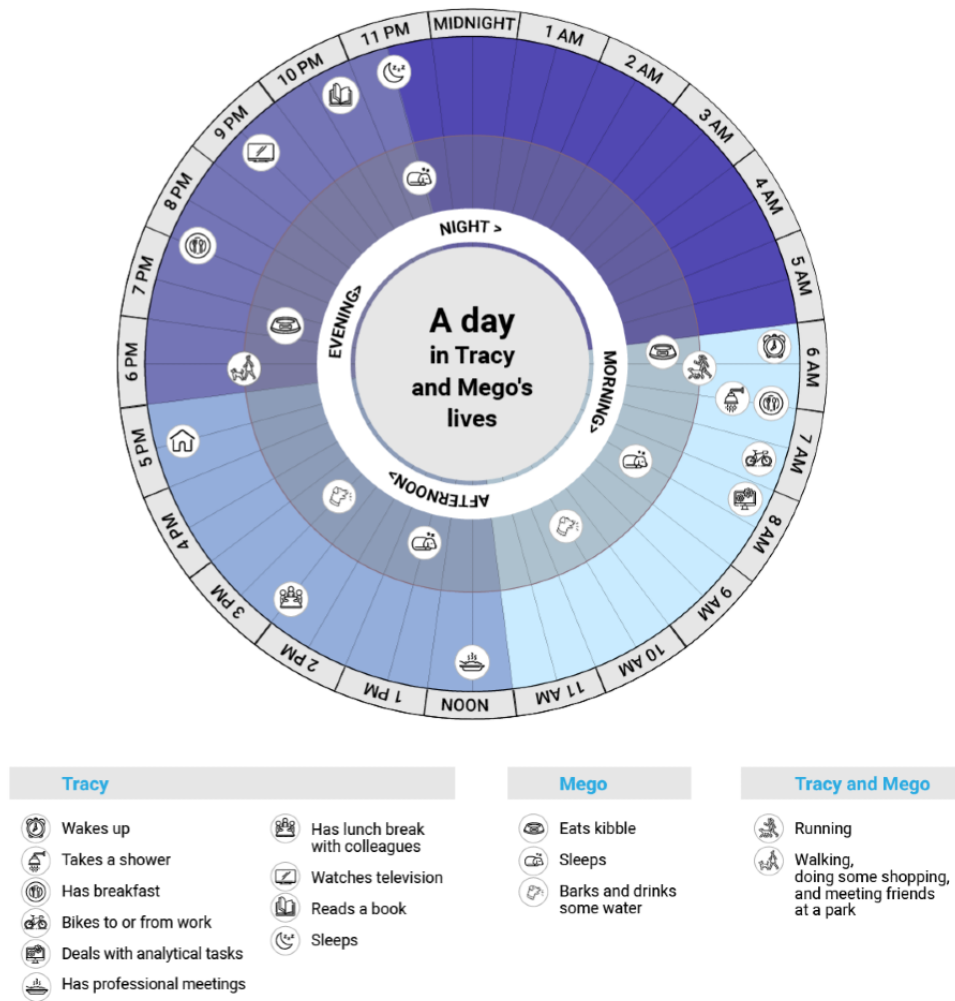 MIDNIGHT
1 AM
2 AM
3 AM
4 AM
5 AM
6 AM
7 AM
8 AM
9 AM
10 AM
11 AM
NOON
1 PM
2 PM
3 PM
4 PM
5 PM
6 PM
7 PM
8 PM
9 PM
10 PM
11 PM
NIGHT >
MORNING>
AFTERNOON>
EVENING>
A day
in Tracy
and Mego's
lives
Tracy
Wakes up
Takes a shower
Has breakfast
Bikes to or from work
Deals with analytical tasks
Has professional meetings
Has lunch break
with colleagues
Watches television
Reads a book
Sleeps
Mego
Eats kibble
Sleeps
Barks and drinks
some water
Tracy and Mego
Running
Walking,
doing some shopping,
and meeting friends
at a park